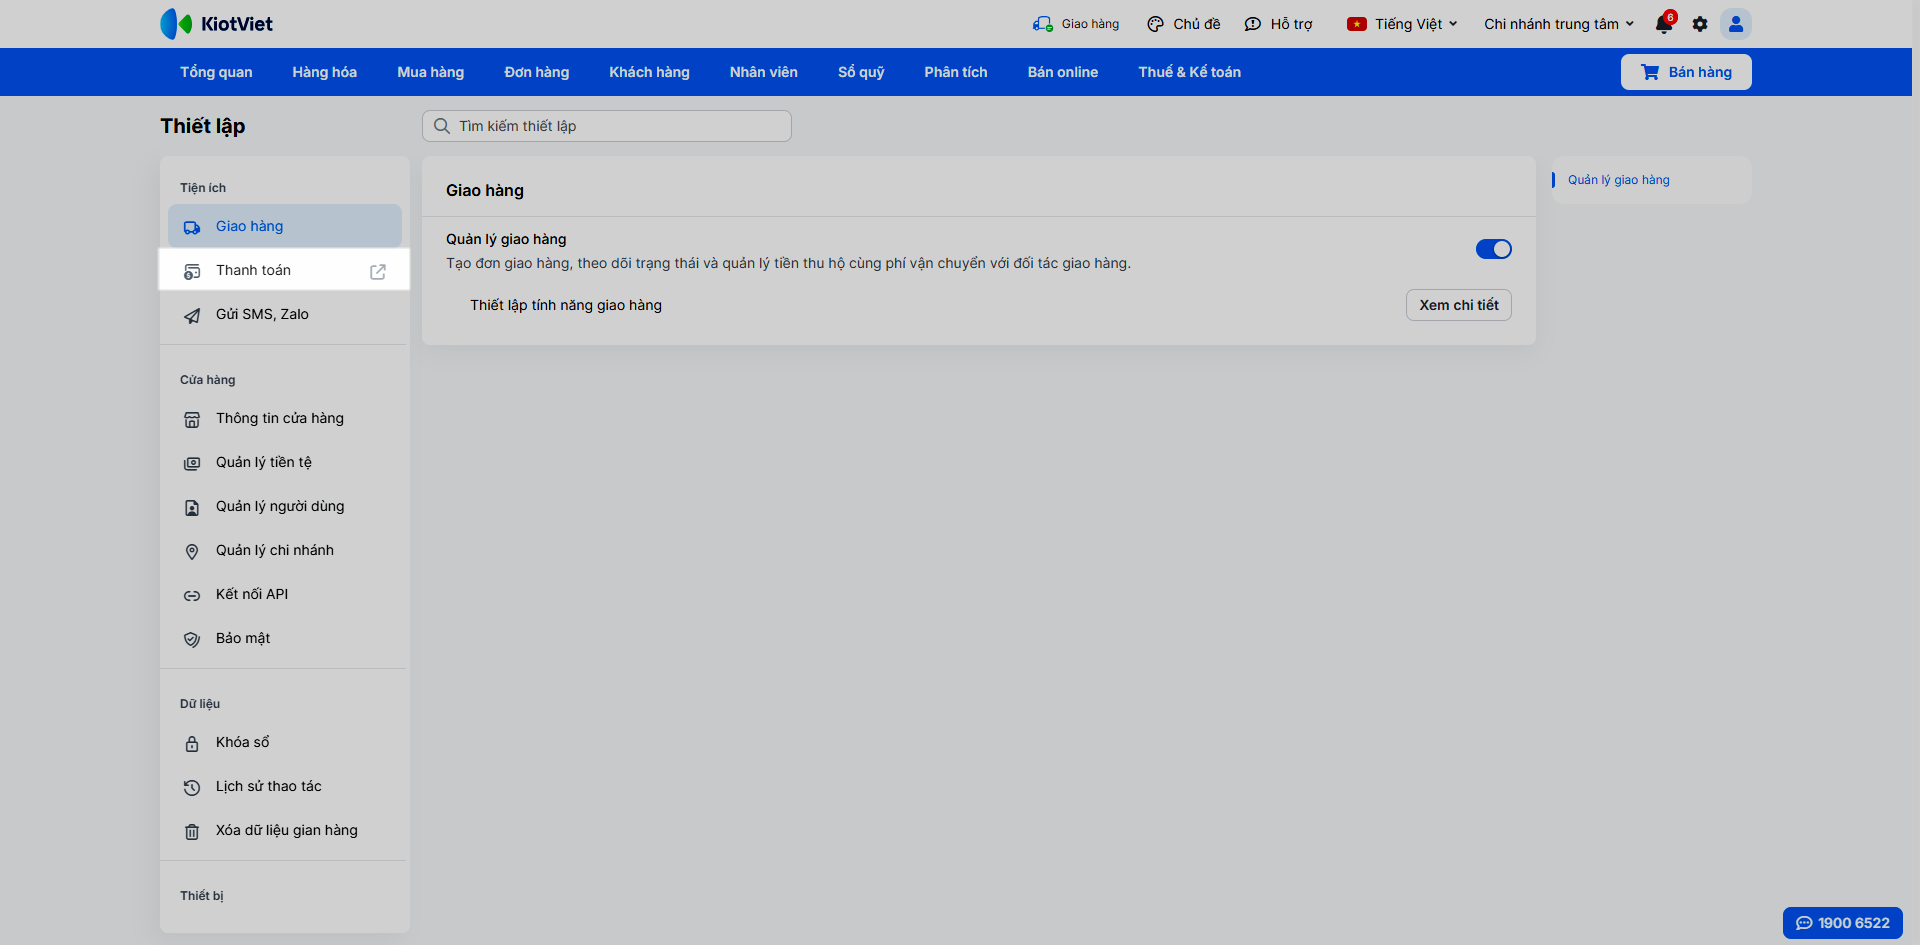 KiotViet
Giao hàng
Chủ đề
Hỗ trợ
Tiếng Việt
Chi nhánh trung tâm
6
Tổng quan
Hàng hóa
Mua hàng
Đơn hàng
Khách hàng
Nhân viên
Sổ quỹ
Phân tích
Bán online
Thuế & Kế toán
Bán hàng
Thiết lập
Tìm kiếm thiết lập
Tiện ích
Giao hàng
Thanh toán
Gửi SMS, Zalo
Cửa hàng
Thông tin cửa hàng
Quản lý tiền tệ
Quản lý người dùng
Quản lý chi nhánh
Kết nối API
Bảo mật
Dữ liệu
Khóa sổ
Lịch sử thao tác
Xóa dữ liệu gian hàng
Thiết bị
Giao hàng
Quản lý giao hàng
Tạo đơn giao hàng, theo dõi trạng thái và quản lý tiền thu hộ cùng phí vận chuyển với đối tác giao hàng.
Thiết lập tính năng giao hàng
Xem chi tiết
Quản lý giao hàng
1900 6522